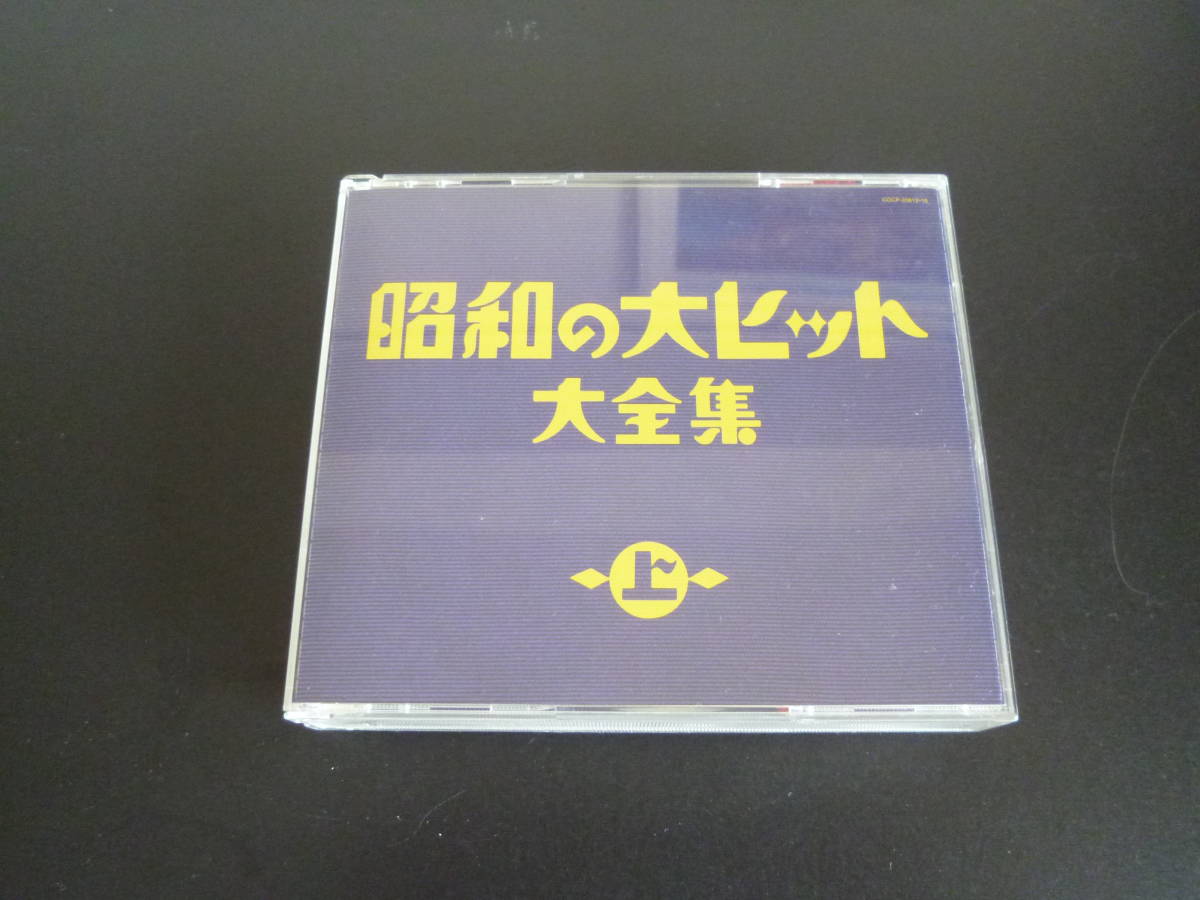 昭和の大ヒット
大全集
上